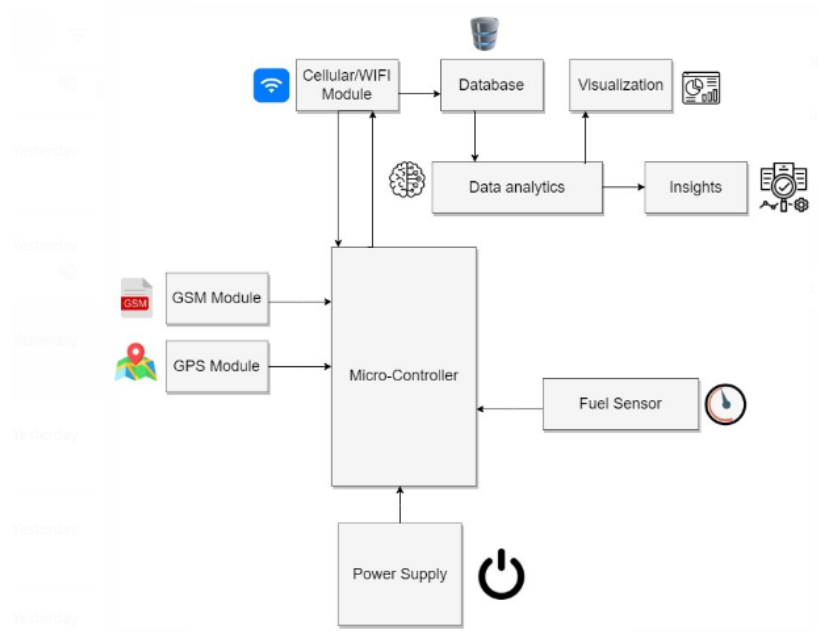 Cellular/WIFI
Module
Database
Visualization
Data analytics
Insights
GSM
GSM Module
GPS Module
Micro-Controller
Fuel Sensor
Power Supply
Yesterday
Yesterday
Yesterday
Yesterday
Yesterday
Yesterday